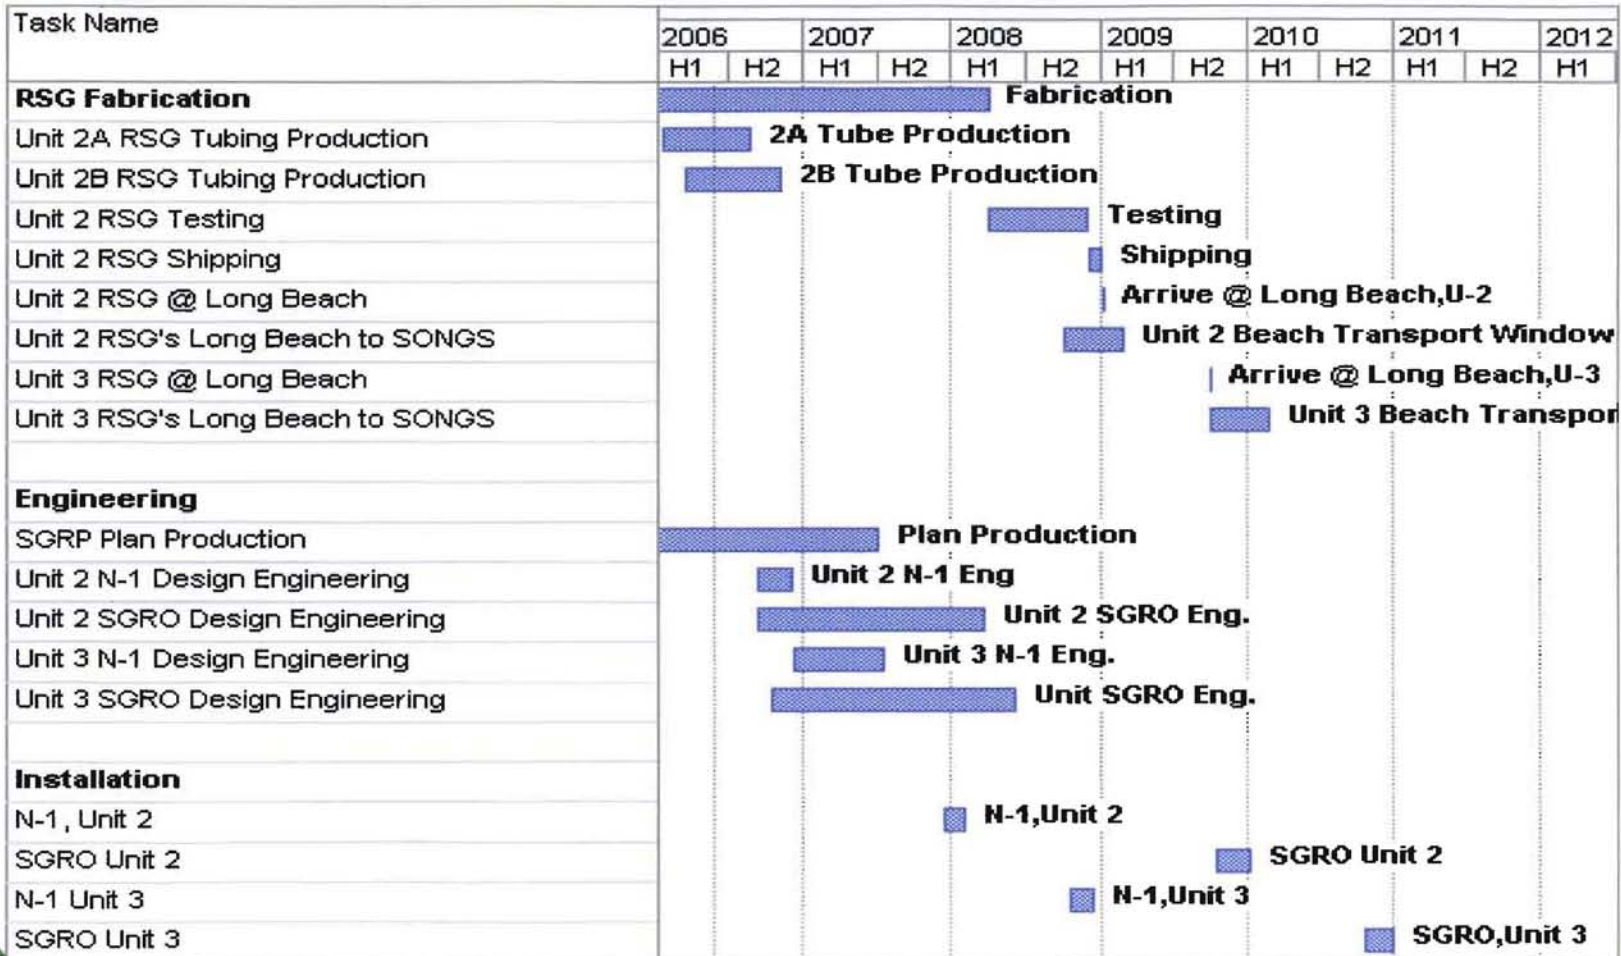 Task Name
2006 2007 2008 2009 2010 2011 2012
H1 H2 H1 H2 H1 H2 H1 H2 H1 H2 H1 H2 H1
RSG Fabrication Fabrication
Unit 2A RSG Tubing Production 2A Tube Production
Unit 2B RSG Tubing Production 2B Tube Production
Unit 2 RSG Testing Testing
Unit 2 RSG Shipping Shipping
Unit 2 RSG @ Long Beach Arrive @ Long Beach,U-2
Unit 2 RSG's Long Beach to SONGS Unit 2 Beach Transport Window
Unit 3 RSG @ Long Beach Arrive @ Long Beach,U-3
Unit 3 RSG's Long Beach to SONGS Unit 3 Beach Transpor
Engineering
SGRP Plan Production Plan Production
Unit 2 N-1 Design Engineering Unit 2 N-1 Eng
Unit 2 SGRO Design Engineering Unit 2 SGRO Eng.
Unit 3 N-1 Design Engineering Unit 3 N-1 Eng.
Unit 3 SGRO Design Engineering Unit SGRO Eng.
Installation
N-1, Unit 2 N-1,Unit 2
SGRO Unit 2 SGRO Unit 2
N-1 Unit 3 N-1,Unit 3
SGRO Unit 3 SGRO,Unit 3